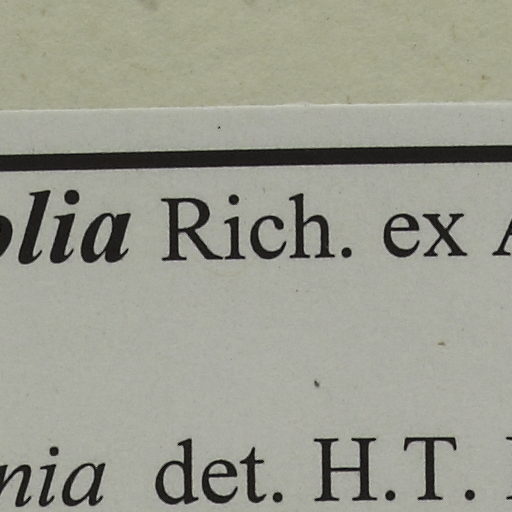 olia Rich. ex
nia det. H.T.